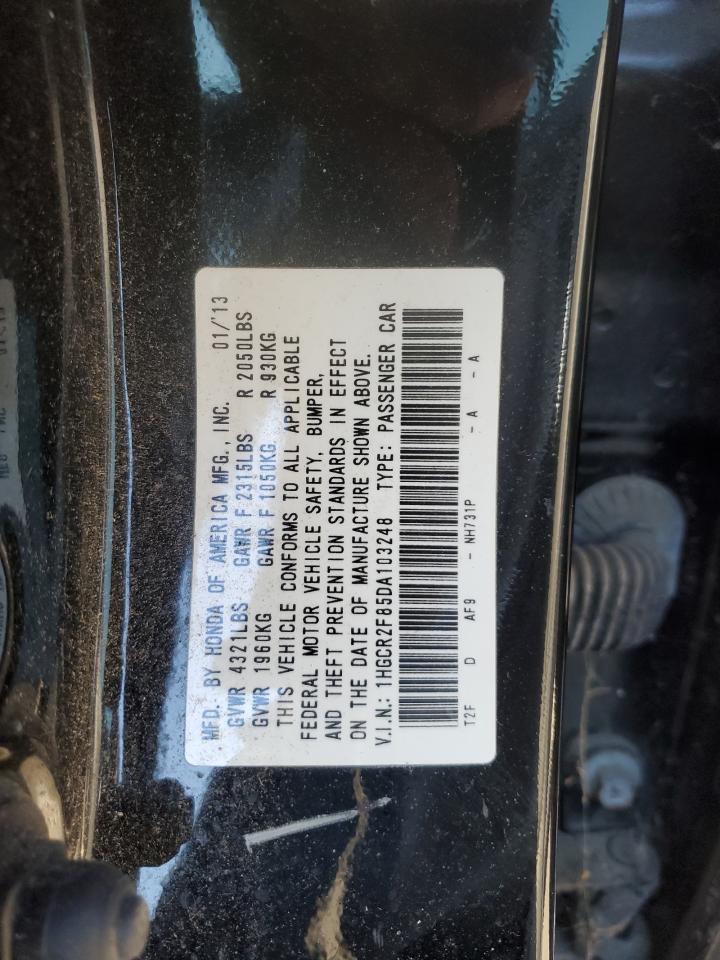 MFD. BY HONDA OF AMERICA MFG., INC. 01/'13
GVWR 4321LBS GAWR F 2315LBS R 2050LBS
GVWR 1960KG GAWR F 1050KG R 930KG
THIS VEHICLE CONFORMS TO ALL APPLICABLE
FEDERAL MOTOR VEHICLE SAFETY, BUMPER,
AND THEFT PREVENTION STANDARDS IN EFFECT
ON THE DATE OF MANUFACTURE SHOWN ABOVE.
V.I.N.: 1HGCR2F85DA103248 TYPE: PASSENGER CAR
T2F D AF9 - NH731P -A -A